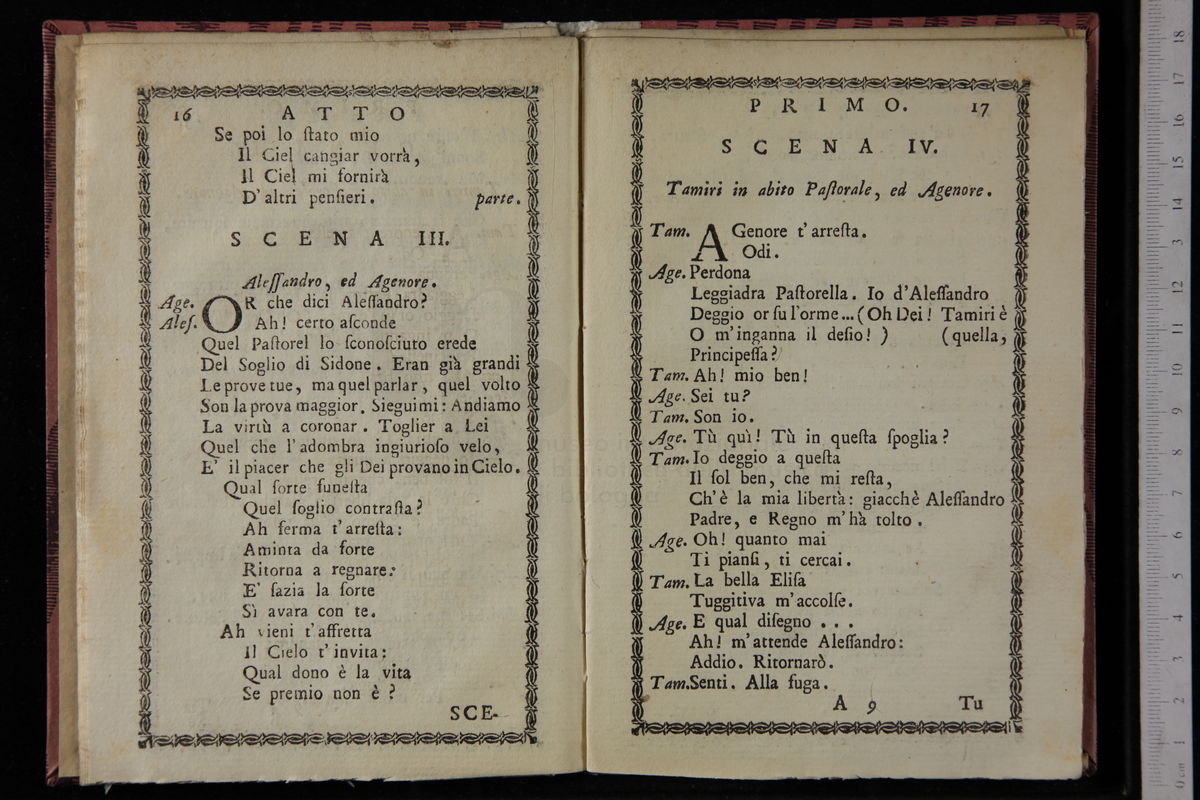 16 ATTO
Se poi lo ſtato mio
Il Ciel cangiar vorrà,
Il Ciel mi fornirà
D'altri penſieri. parte.
SCENA III.
Aleſſandro, ed Agenore.
Age. OR che dici Aleſſandro?
Aleſ. Ah! certo aſconde
Quel Paſtorel lo ſconoſciuto erede
Del Soglio di Sidone. Eran già grandi
Le prove tue, ma quel parlar, quel volto
Son la prova maggior. Sieguimi: Andiamo
La virtù a coronar. Toglier a Lei
Quel che l'adombra ingiurioſo velo,
E' il piacer che gli Dei provano in Cielo.
Qual ſorte funeſta
Quel ſoglio contraſta?
Ah ferma t'arreſta:
Aminta da forte
Ritorna a regnare:
E' ſazia la ſorte
Sì avara con te.
Ah vieni t'affretta
Il Cielo t'invita:
Qual dono è la vita
Se premio non è?
SCE-
PRIMO. 17
SCENA IV.
Tamiri in abito Paſtorale, ed Agenore.
Tam. AGenore t'arreſta.
Odi.
Age. Perdona
Leggiadra Paſtorella. Io d'Aleſſandro
Deggio or ſu l'orme... (Oh Dei! Tamiri è
O m'inganna il deſio!) (quella,
Principeſſa?
Tam. Ah! mio ben!
Age. Sei tu?
Tam. Son io.
Age. Tù quì! Tù in queſta ſpoglia?
Tam. Io deggio a queſta
Il ſol ben, che mi reſta,
Ch'è la mia libertà: giacchè Aleſſandro
Padre, e Regno m'hà tolto.
Age. Oh! quanto mai
Ti pianſi, ti cercai.
Tam. La bella Eliſa
Tuggitiva m'accolſe.
Age. E qual diſegno...
Ah! m'attende Aleſſandro:
Addio. Ritornarò.
Tam. Senti. Alla fuga.
A 9 Tu